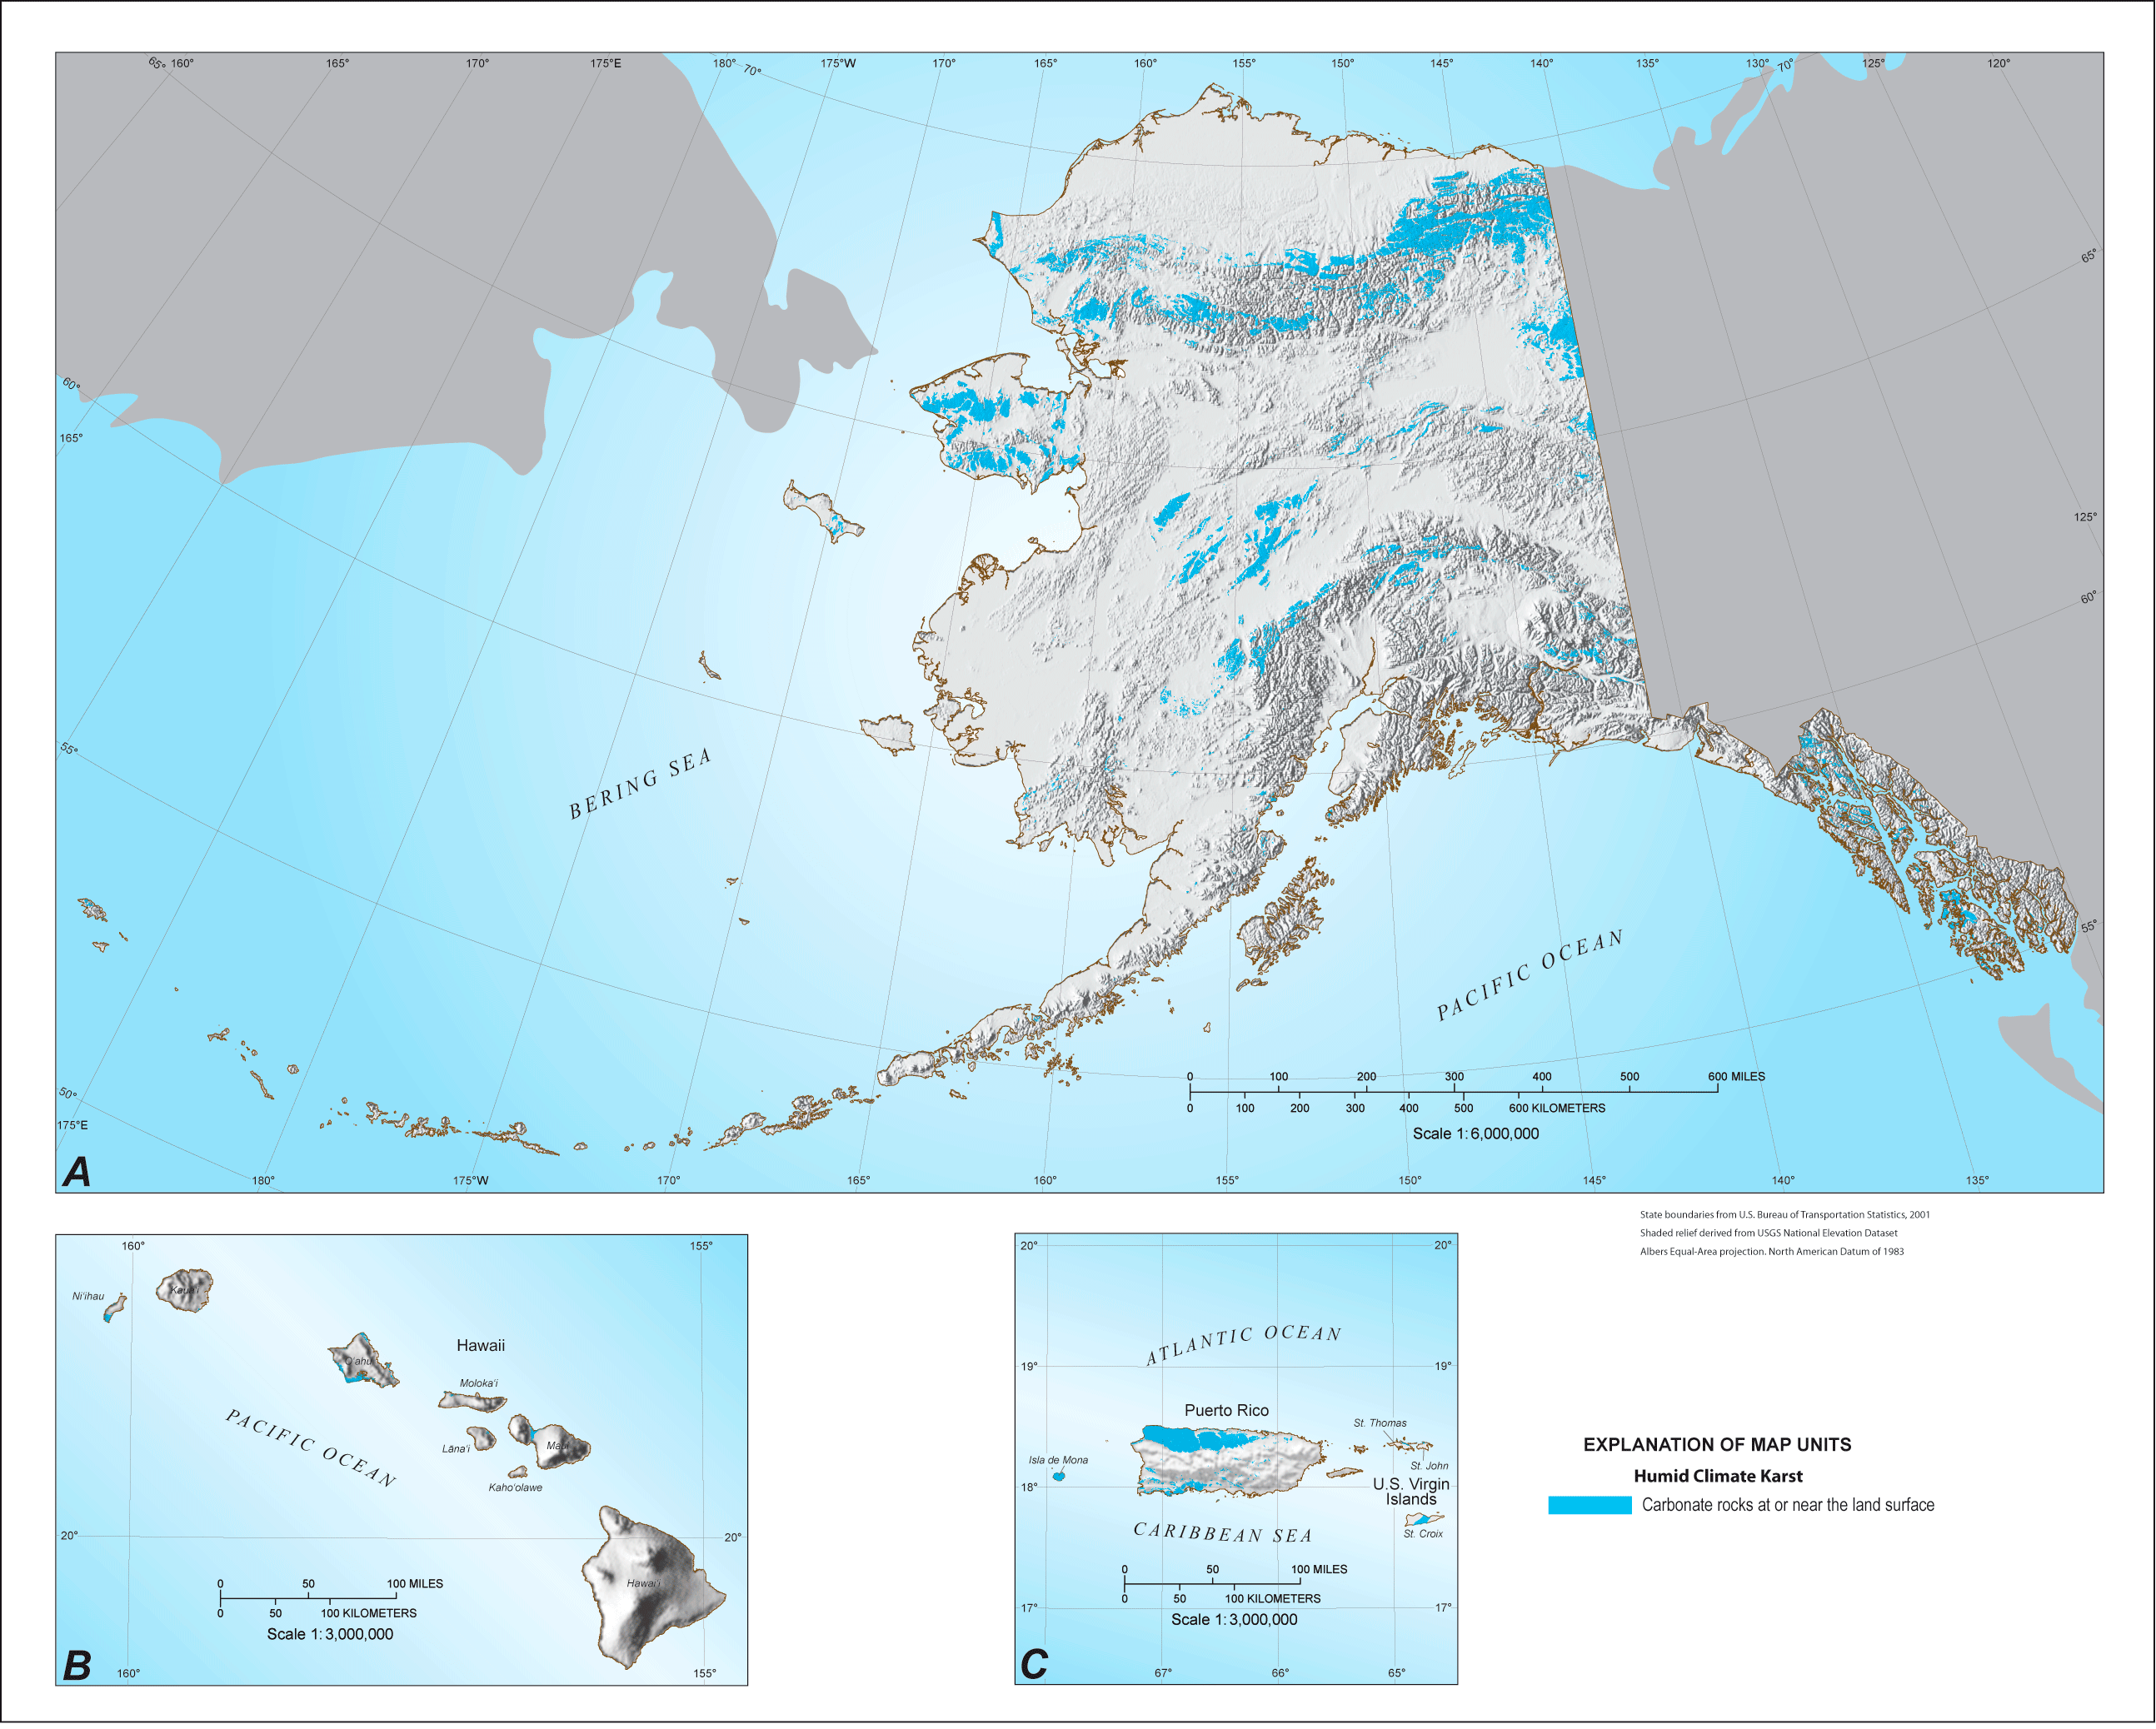 65° 160° 165° 170° 175°E 180° 70° 175°W 170° 165° 160° 155° 150° 145° 140° 135° 130° 70° 125° 120°
65°
60°
165°
125°
60°
55°
BERING SEA
55°
PACIFIC OCEAN
0 100 200 300 400 500 600 MILES
50°
0 100 200 300 400 500 600 KILOMETERS
175°E
Scale 1:6,000,000
A
180° 175°W 170° 165° 160° 155° 150° 145° 140° 135°
State boundaries from U.S. Bureau of Transportation Statistics, 2001
Shaded relief derived from USGS National Elevation Dataset
Albers Equal-Area projection. North American Datum of 1983
160° 155°
Ni'ihau
Kaua'i
Hawaii
O'ahu
Moloka'i
PACIFIC OCEAN
Lāna'i
Maui
Kaho'olawe
20° 20°
0 50 100 MILES
Hawai'i
0 50 100 KILOMETERS
Scale 1:3,000,000
B
160° 155°
20° 20°
ATLANTIC OCEAN
19° 19°
Puerto Rico
St. Thomas
Isla de Mona
St. John
18°
U.S. Virgin
Islands
CARIBBEAN SEA
St. Croix
0 50 100 MILES
0 50 100 KILOMETERS
17° 17°
Scale 1:3,000,000
C
67° 66° 65°
EXPLANATION OF MAP UNITS
Humid Climate Karst
Carbonate rocks at or near the land surface